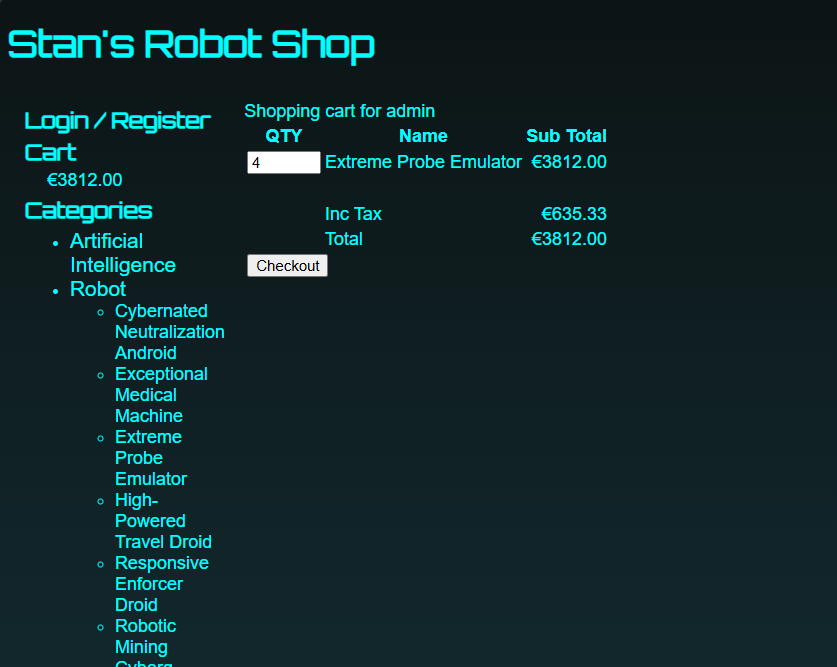 Stan's Robot Shop
Login / Register
Cart
€3812.00
Categories
Artificial
Intelligence
Robot
Cybernated
Neutralization
Android
Exceptional
Medical
Machine
Extreme
Probe
Emulator
High-
Powered
Travel Droid
Responsive
Enforcer
Droid
Robotic
Mining
Cyborg
Shopping cart for admin
QTY Name Sub Total
4 Extreme Probe Emulator €3812.00
Inc Tax €635.33
Total €3812.00
Checkout